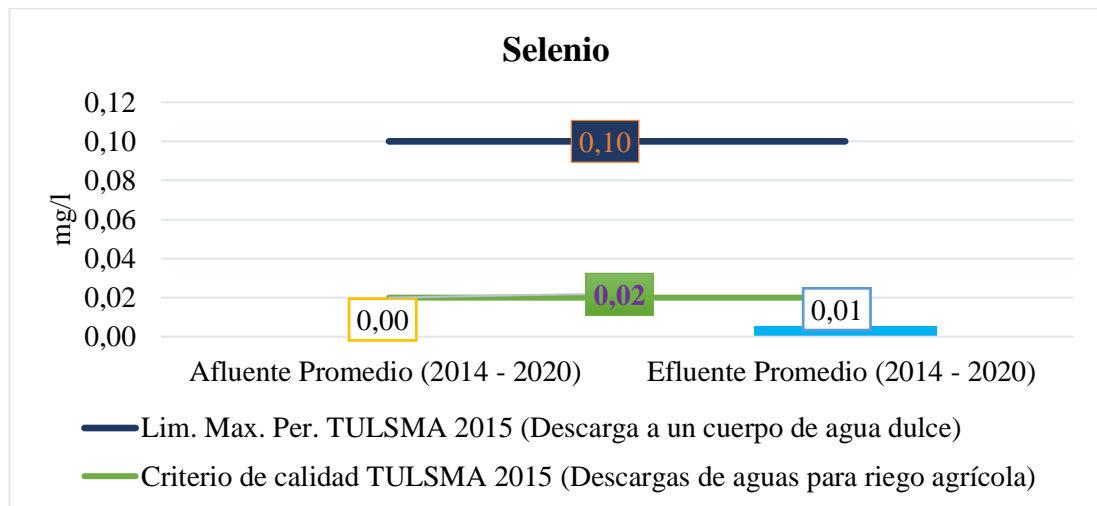 Selenio
0,12
0,10
0,08
0,06
0,04
0,02
0,00
mg/l
0,10
0,02
0,00
0,01
Afluente Promedio (2014 - 2020)
Efluente Promedio (2014 - 2020)
Lim. Max. Per. TULSMA 2015 (Descarga a un cuerpo de agua dulce)
Criterio de calidad TULSMA 2015 (Descargas de aguas para riego agrícola)